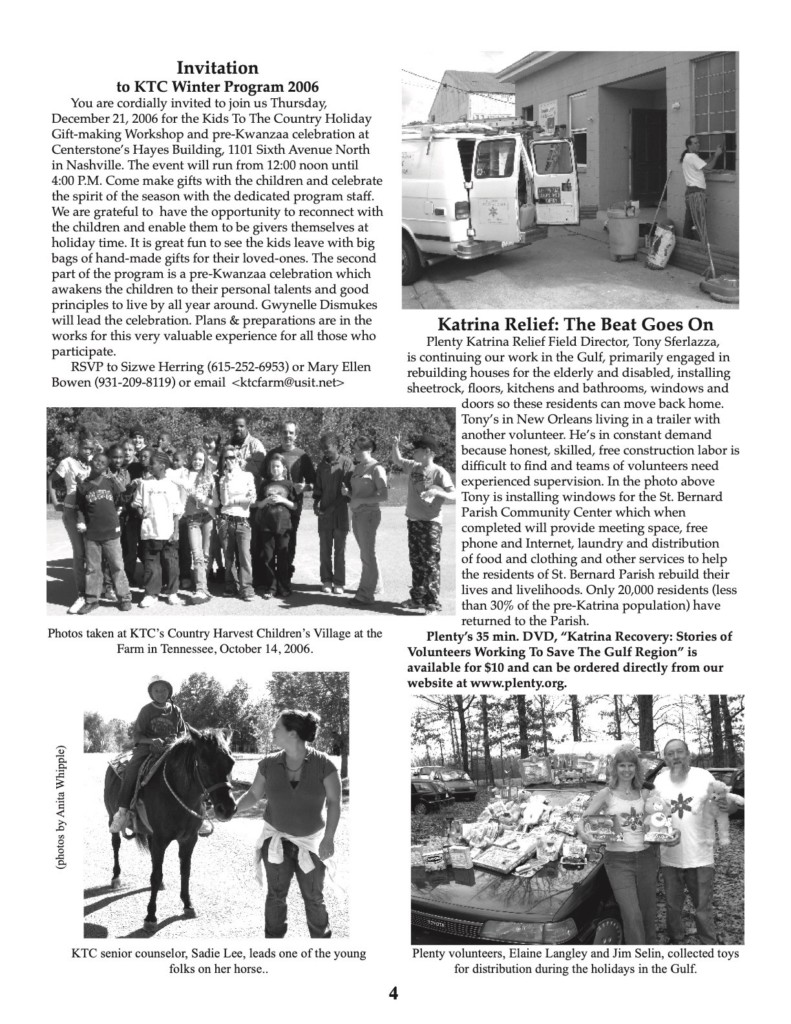 Invitation
to KTC Winter Program 2006
You are cordially invited to join us Thursday,
December 21, 2006 for the Kids To The Country Holiday
Gift-making Workshop and pre-Kwanzaa celebration at
Centerstone's Hayes Building, 1101 Sixth Avenue North
in Nashville. The event will run from 12:00 noon until
4:00 P.M. Come make gifts with the children and celebrate
the spirit of the season with the dedicated program staff.
We are grateful to  have the opportunity to reconnect with
the children and enable them to be givers themselves at
holiday time. It is great fun to see the kids leave with big
bags of hand-made gifts for their loved-ones. The second
part of the program is a pre-Kwanzaa celebration which
awakens the children to their personal talents and good
principles to live by all year around. Gwynelle Dismukes
will lead the celebration. Plans & preparations are in the
works for this very valuable experience for all those who
participate.
RSVP to Sizwe Herring (615-252-6953) or Mary Ellen
Bowen (931-209-8119) or email  <ktcfarm@usit.net>
Photos taken at KTC's Country Harvest Children's Village at the
Farm in Tennessee, October 14, 2006.
(photos by Anita Whipple)
KTC senior counselor, Sadie Lee, leads one of the young
folks on her horse..
Katrina Relief: The Beat Goes On
Plenty Katrina Relief Field Director, Tony Sferlazza,
is continuing our work in the Gulf, primarily engaged in
rebuilding houses for the elderly and disabled, installing
sheetrock, floors, kitchens and bathrooms, windows and
doors so these residents can move back home.
Tony's in New Orleans living in a trailer with
another volunteer. He's in constant demand
because honest, skilled, free construction labor is
difficult to find and teams of volunteers need
experienced supervision. In the photo above
Tony is installing windows for the St. Bernard
Parish Community Center which when
completed will provide meeting space, free
phone and Internet, laundry and distribution
of food and clothing and other services to help
the residents of St. Bernard Parish rebuild their
lives and livelihoods. Only 20,000 residents (less
than 30% of the pre-Katrina population) have
returned to the Parish.
Plenty's 35 min. DVD, "Katrina Recovery: Stories of
Volunteers Working To Save The Gulf Region" is
available for $10 and can be ordered directly from our
website at www.plenty.org.
TOYOTA
Plenty volunteers, Elaine Langley and Jim Selin, collected toys
for distribution during the holidays in the Gulf.
4